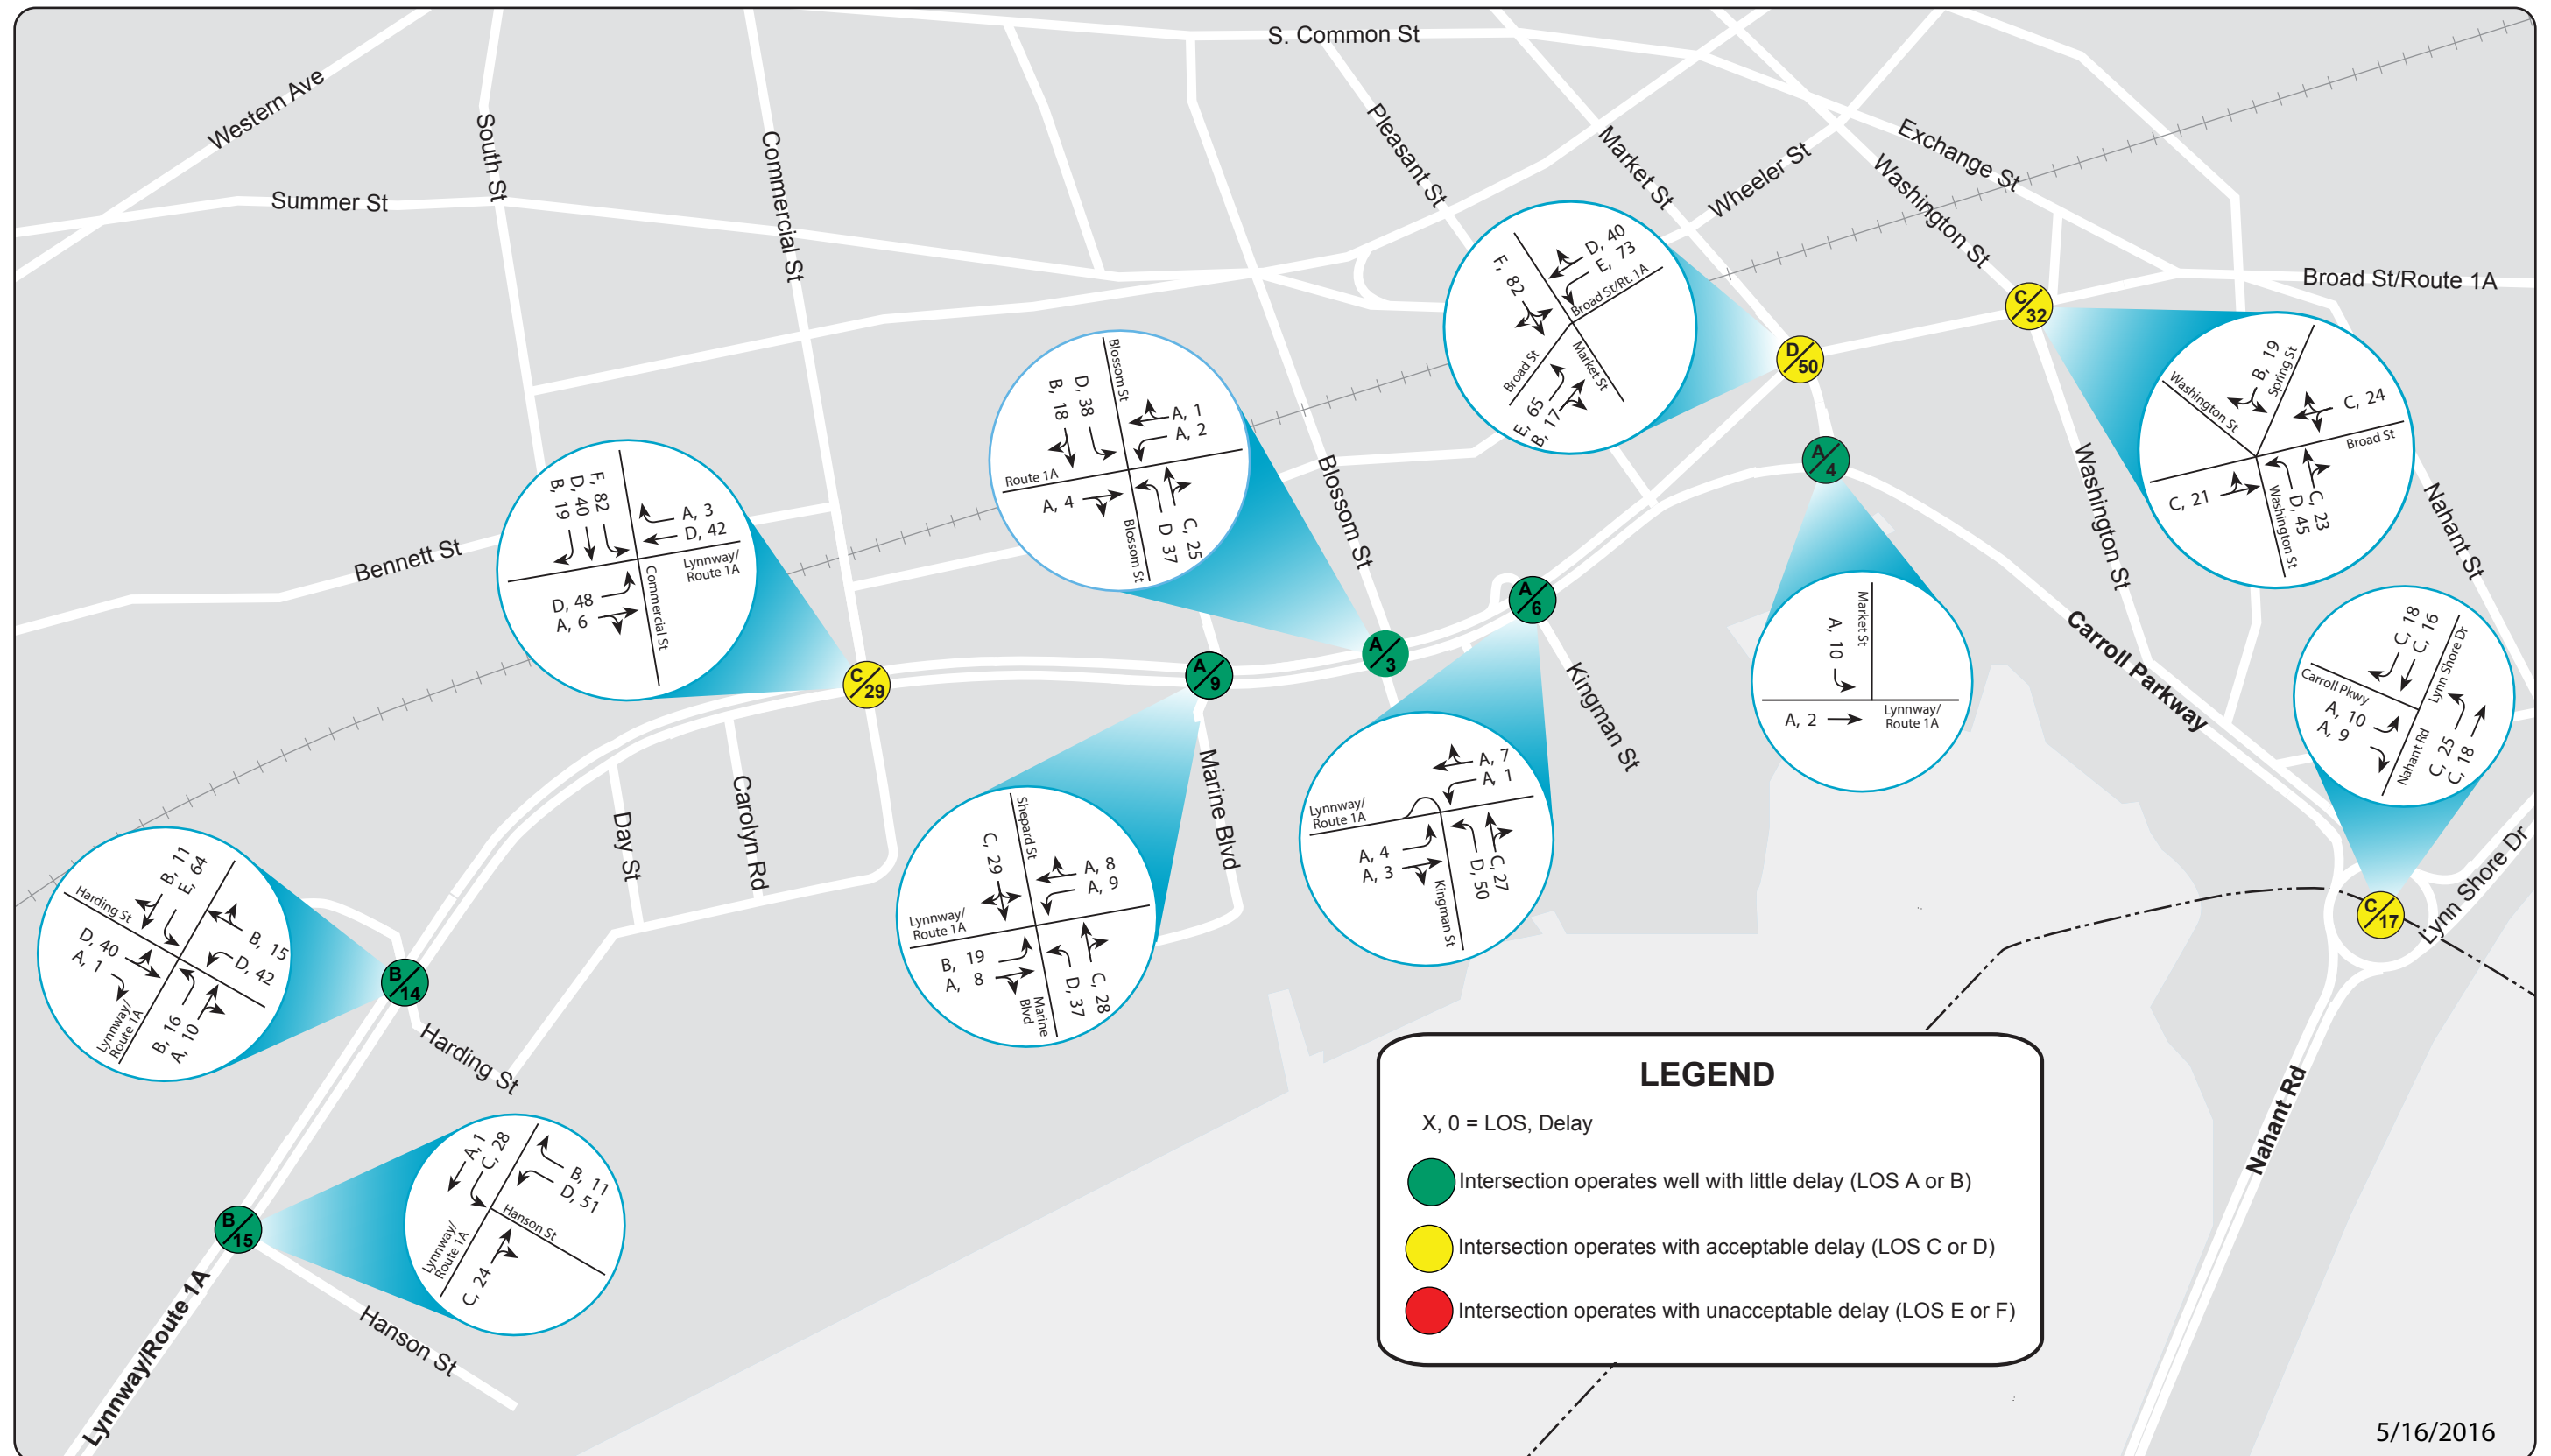 S. Common St
Western Ave
South St
Commercial St
Summer St
Pleasant St
Market St
Wheeler St
Exchange St
Washington St
Broad St/Route 1A
Bennett St
Blossom St
Washington St
Nahant St
Carroll Parkway
Kingman St
Marine Blvd
Carolyn Rd
Day St
Harding St
Hanson St
Lynnway/Route 1A
Lynn Shore Dr
Nahant Rd
B/14
B/15
C/29
A/9
A/3
A/6
A/4
D/50
C/32
C/17
F, 82
D, 40
B, 19
A, 3
D, 42
Lynnway/
Route 1A
D, 48
A, 6
Commercial St
Blossom St
D, 38
B, 18
A, 1
A, 2
Route 1A
A, 4
Blossom St
D 37
C, 25
D, 40
E, 73
F, 82
Broad St/Rt. 1A
Broad St
Market St
E, 65
B, 17
B, 19
Spring St
Washington St
C, 24
Broad St
C, 21
Washington St
D, 45
C, 23
C, 18
C, 16
Carroll Pkwy
Lynn Shore Dr
A, 10
A, 9
Nahant Rd
C, 25
C, 18
Market St
A, 10
A, 2
Lynnway/
Route 1A
A, 7
A, 1
Lynnway/
Route 1A
A, 4
A, 3
Kingman St
D, 50
C, 27
Shepard St
C, 29
A, 8
A, 9
Lynnway/
Route 1A
B, 19
A, 8
Marine
Blvd
D, 37
C, 28
B, 11
E, 64
Harding St
B, 15
D, 42
D, 40
A, 1
Lynnway/
Route 1A
B, 16
A, 10
A, 1
C, 28
B, 11
D, 51
Hanson St
Lynnway/
Route 1A
C, 24
LEGEND
X, 0 = LOS, Delay
Intersection operates well with little delay (LOS A or B)
Intersection operates with acceptable delay (LOS C or D)
Intersection operates with unacceptable delay (LOS E or F)
5/16/2016